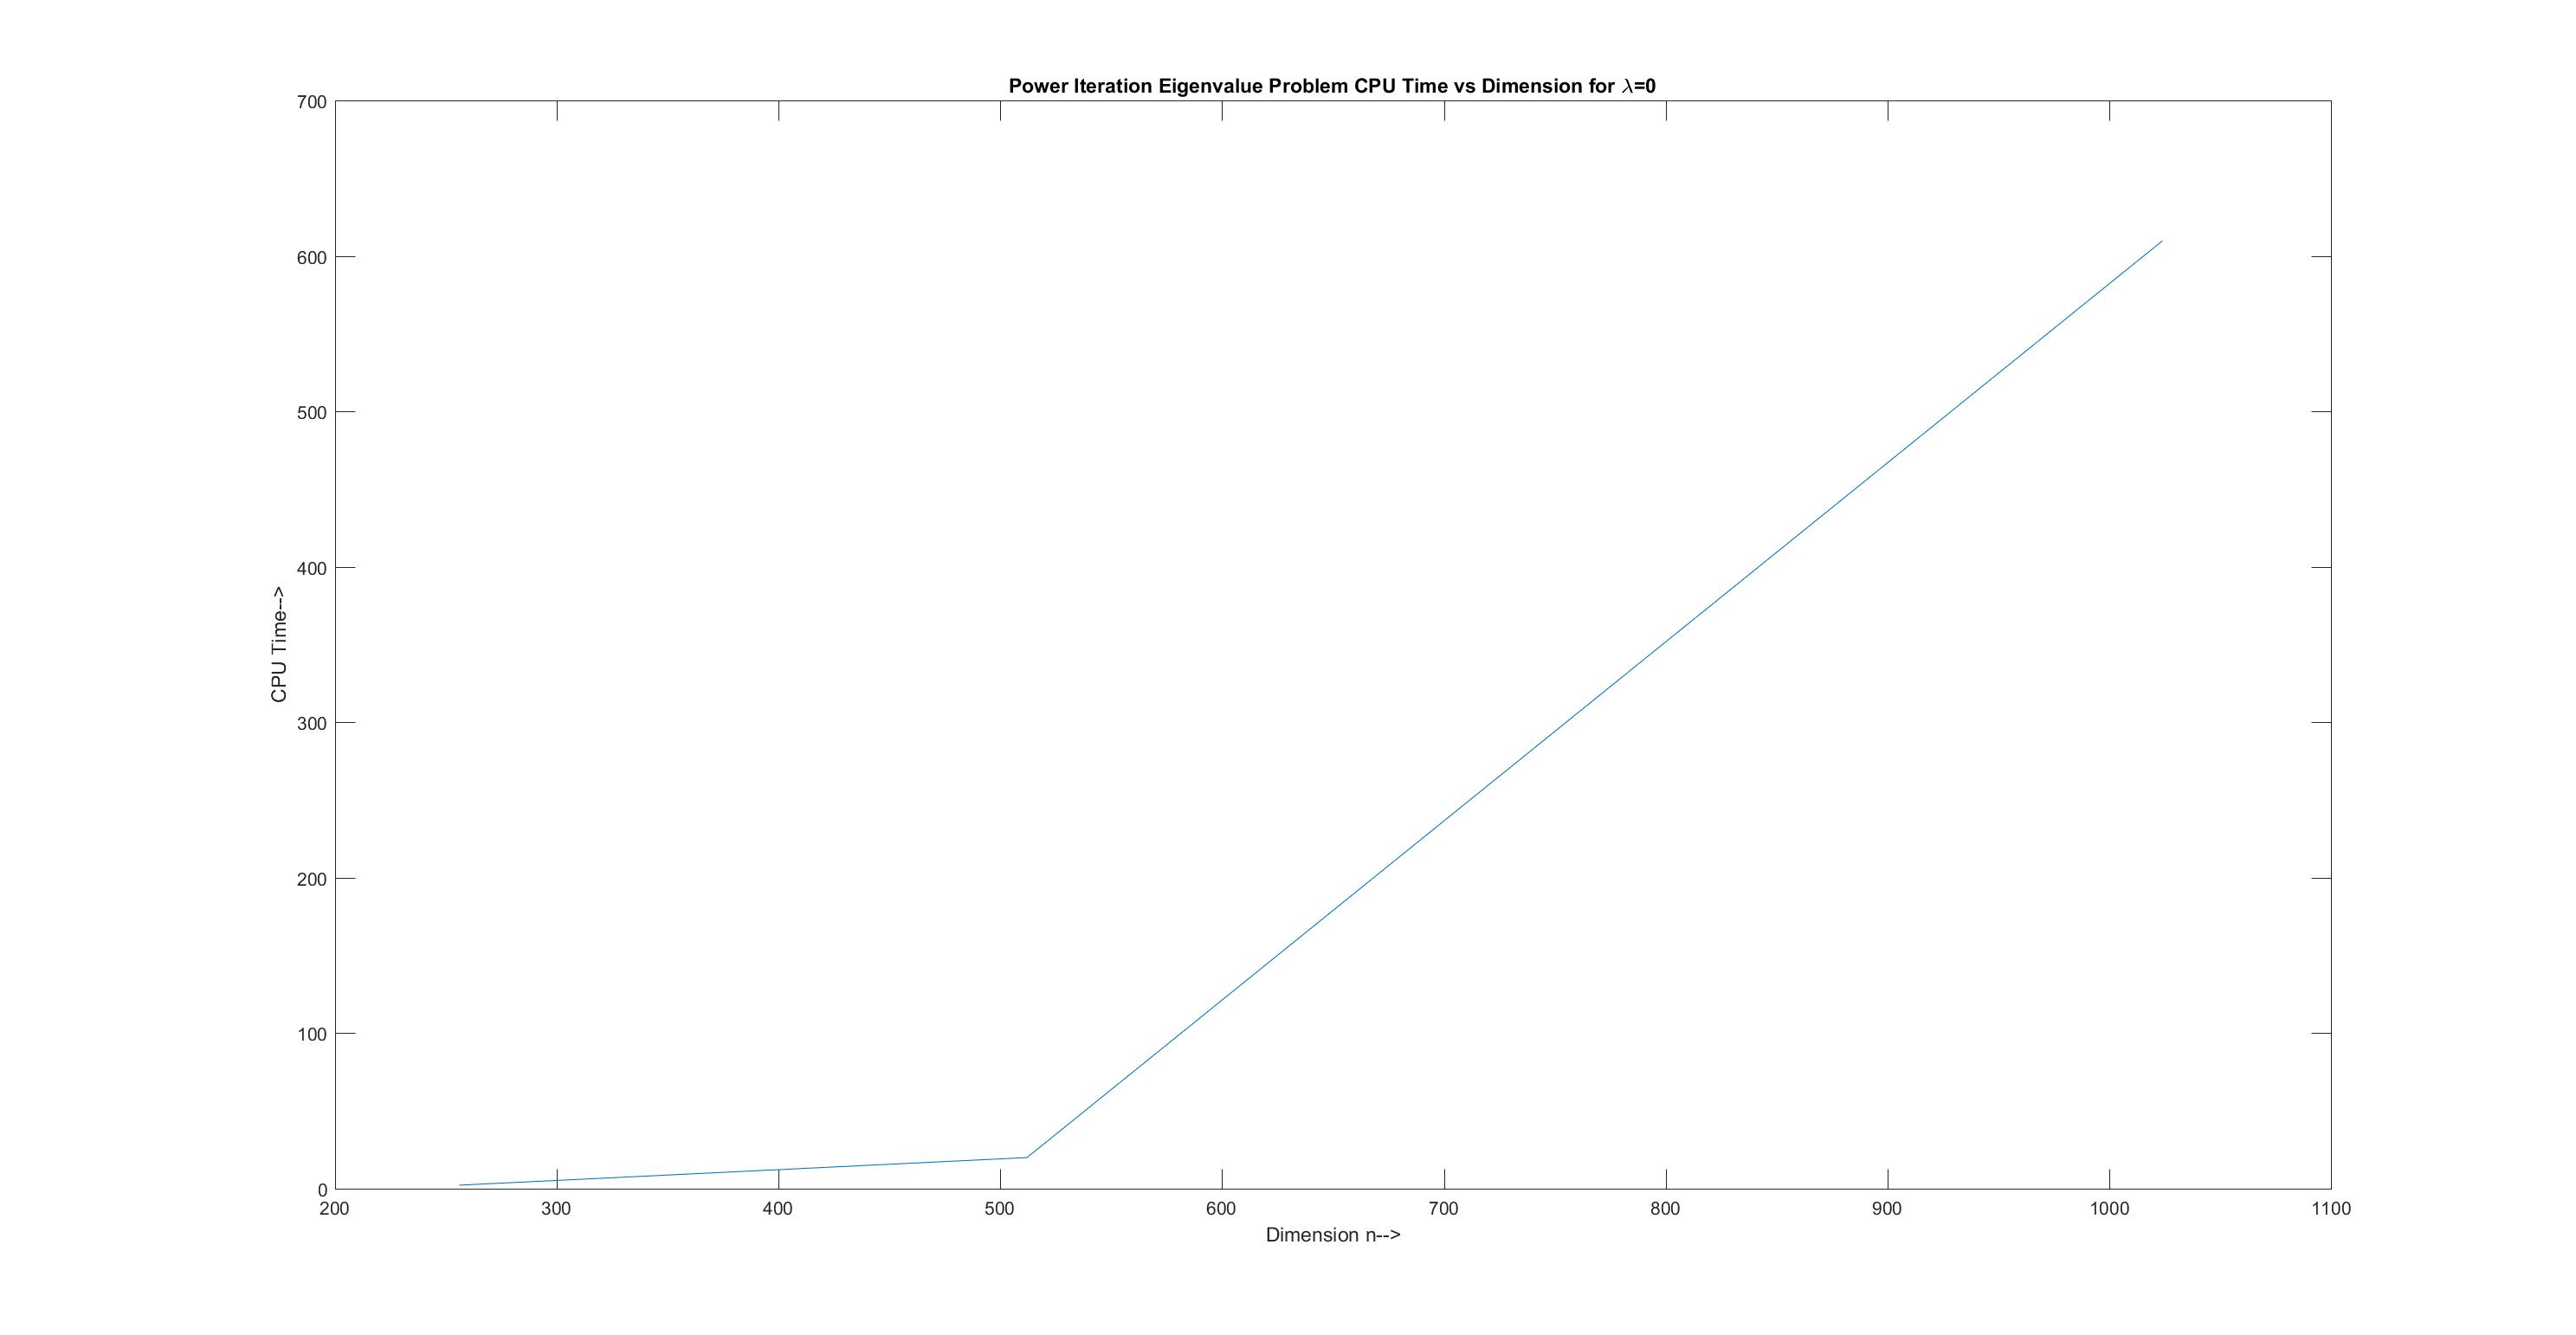 Power Iteration Eigenvalue Problem CPU Time vs Dimension for λ=0
700
600
500
400
300
200
100
0
CPU Time-->
200 300 400 500 600 700 800 900 1000 1100
Dimension n-->